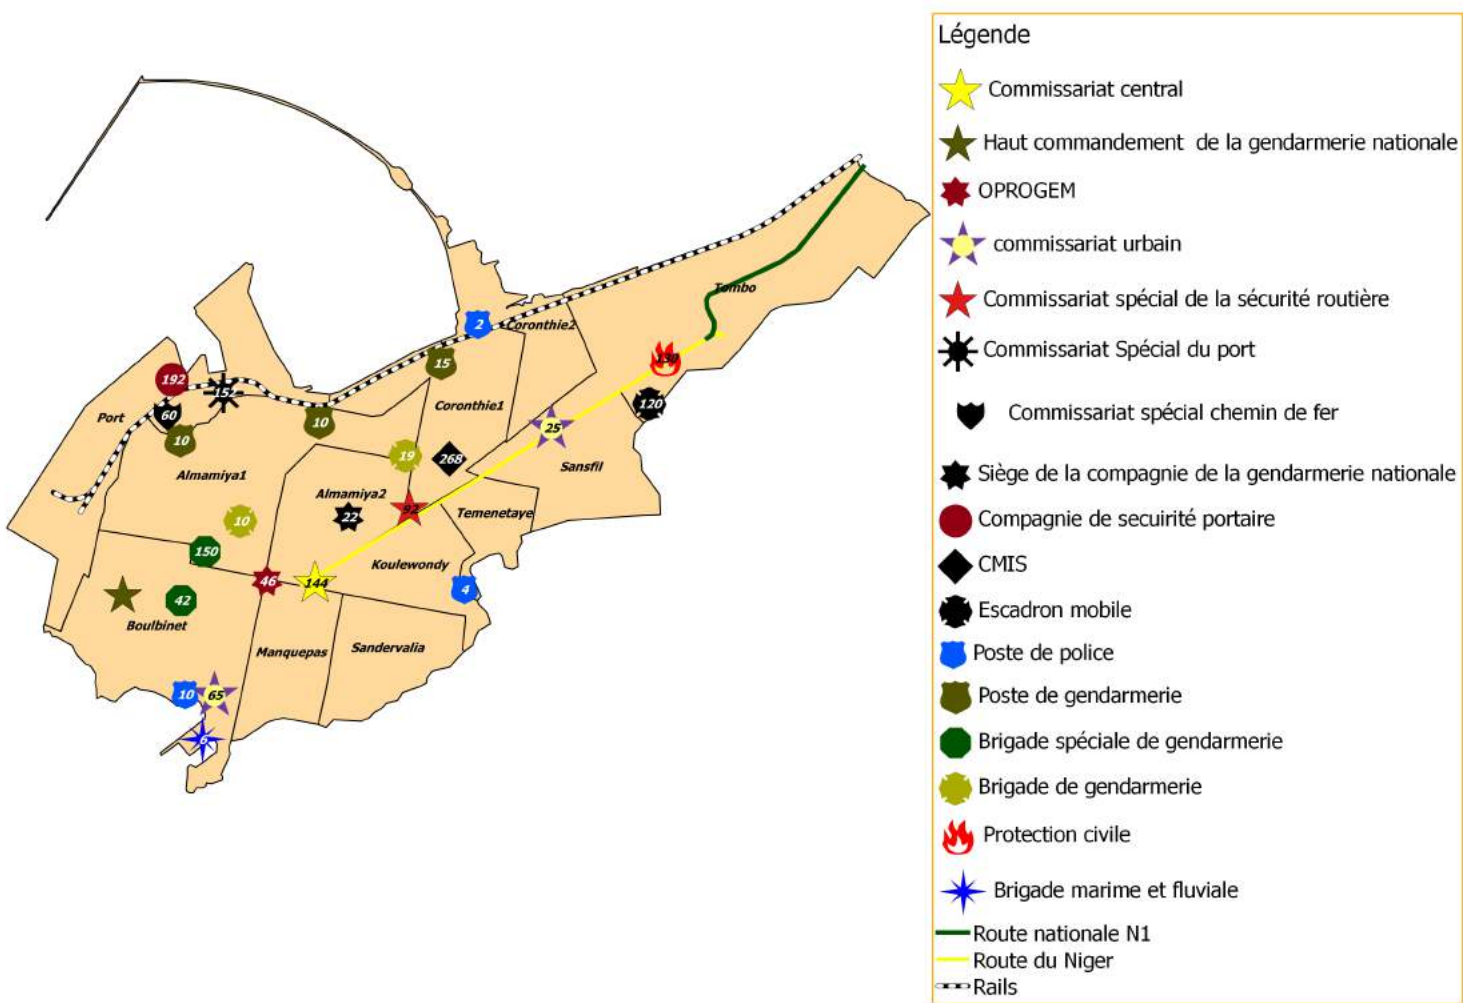 Légende
Commissariat central
Haut commandement de la gendarmerie nationale
OPROGEM
commissariat urbain
Commissariat spécial de la sécurité routière
Commissariat Spécial du port
Commissariat spécial chemin de fer
Siège de la compagnie de la gendarmerie nationale
Compagnie de secuirité portaire
CMIS
Escadron mobile
Poste de police
Poste de gendarmerie
Brigade spéciale de gendarmerie
Brigade de gendarmerie
Protection civile
Brigade marime et fluviale
Route nationale N1
Route du Niger
Rails
Tombo
2
Coronthie2
130
15
192
152
120
Coronthie1
60
Port
10
10
25
19
268
Sansfil
Almamiya1
Almamiya2
92
Temenetaye
22
10
150
Koulewondy
46
144
4
42
Boulbinet
Manquepas
Sandervalia
10
65
6